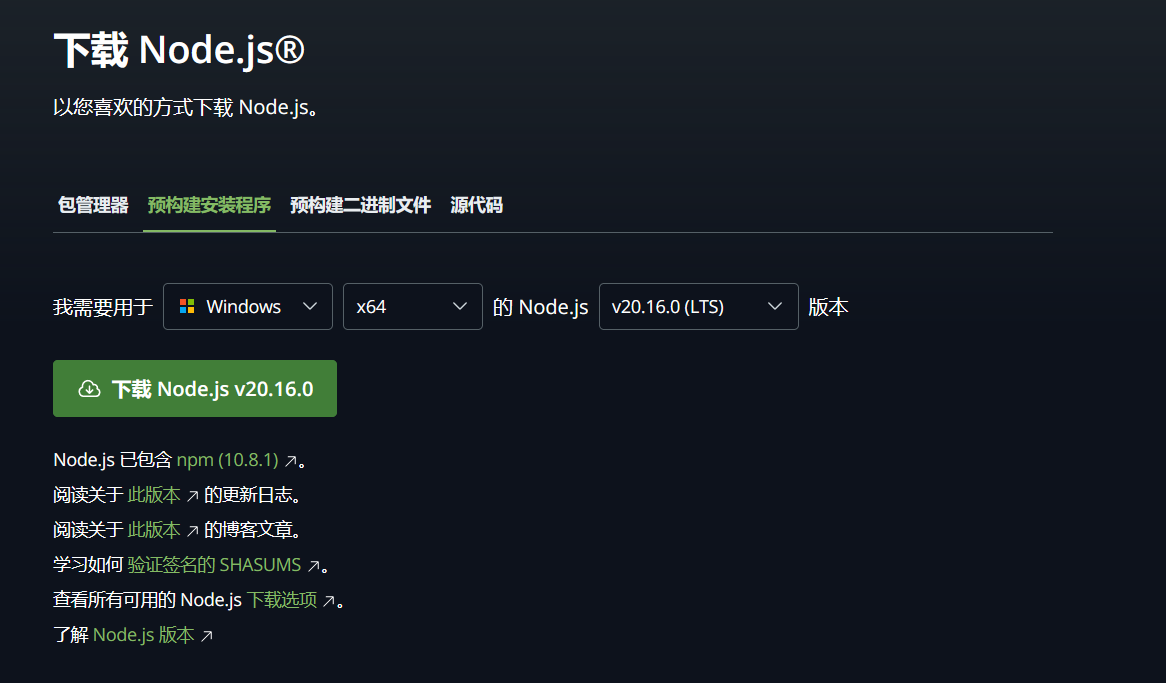 下载 Node.js®
以您喜欢的方式下载 Node.js。
包管理器 预构建安装程序 预构建二进制文件 源代码
我需要用于 Windows x64 的 Node.js v20.16.0 (LTS) 版本
下载 Node.js v20.16.0
Node.js 已包含 npm (10.8.1) ↗。
阅读关于 此版本 ↗ 的更新日志。
阅读关于 此版本 ↗ 的博客文章。
学习如何 验证签名的 SHASUMS ↗。
查看所有可用的 Node.js 下载选项 ↗。
了解 Node.js 版本 ↗